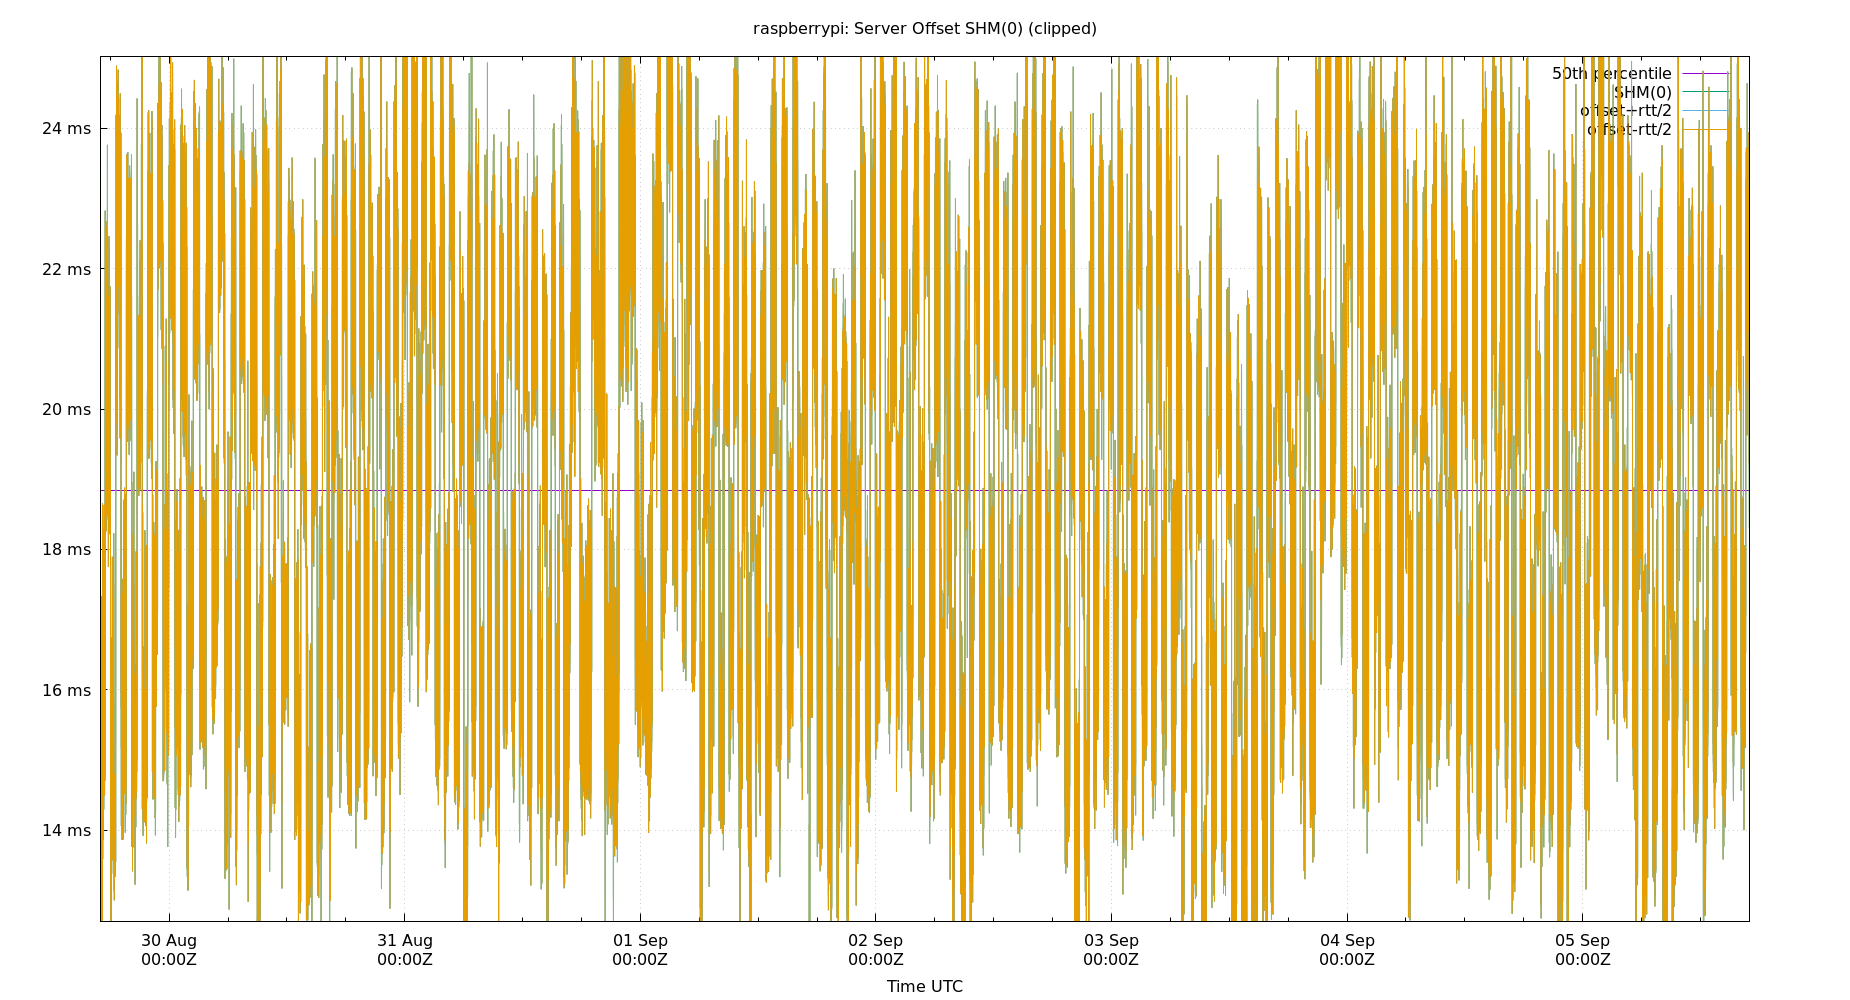 raspberrypi: Server Offset SHM(0) (clipped)
50th percentile
SHM(0)
offset+rtt/2
offset-rtt/2
24 ms
22 ms
20 ms
18 ms
16 ms
14 ms
30 Aug
00:00Z
31 Aug
00:00Z
01 Sep
00:00Z
02 Sep
00:00Z
03 Sep
00:00Z
04 Sep
00:00Z
05 Sep
00:00Z
Time UTC